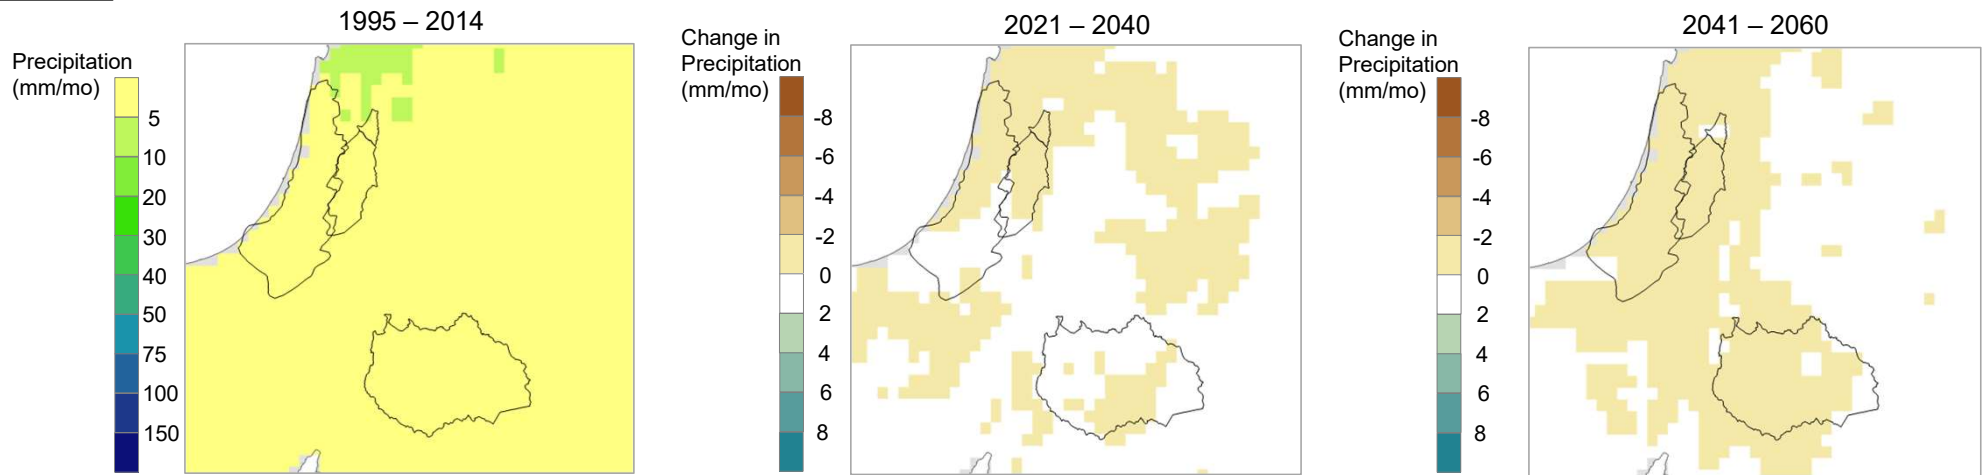 1995 – 2014
Precipitation
(mm/mo)
5
10
20
30
40
50
75
100
150
2021 – 2040
Change in
Precipitation
(mm/mo)
-8
-6
-4
-2
0
2
4
6
8
2041 – 2060
Change in
Precipitation
(mm/mo)
-8
-6
-4
-2
0
2
4
6
8